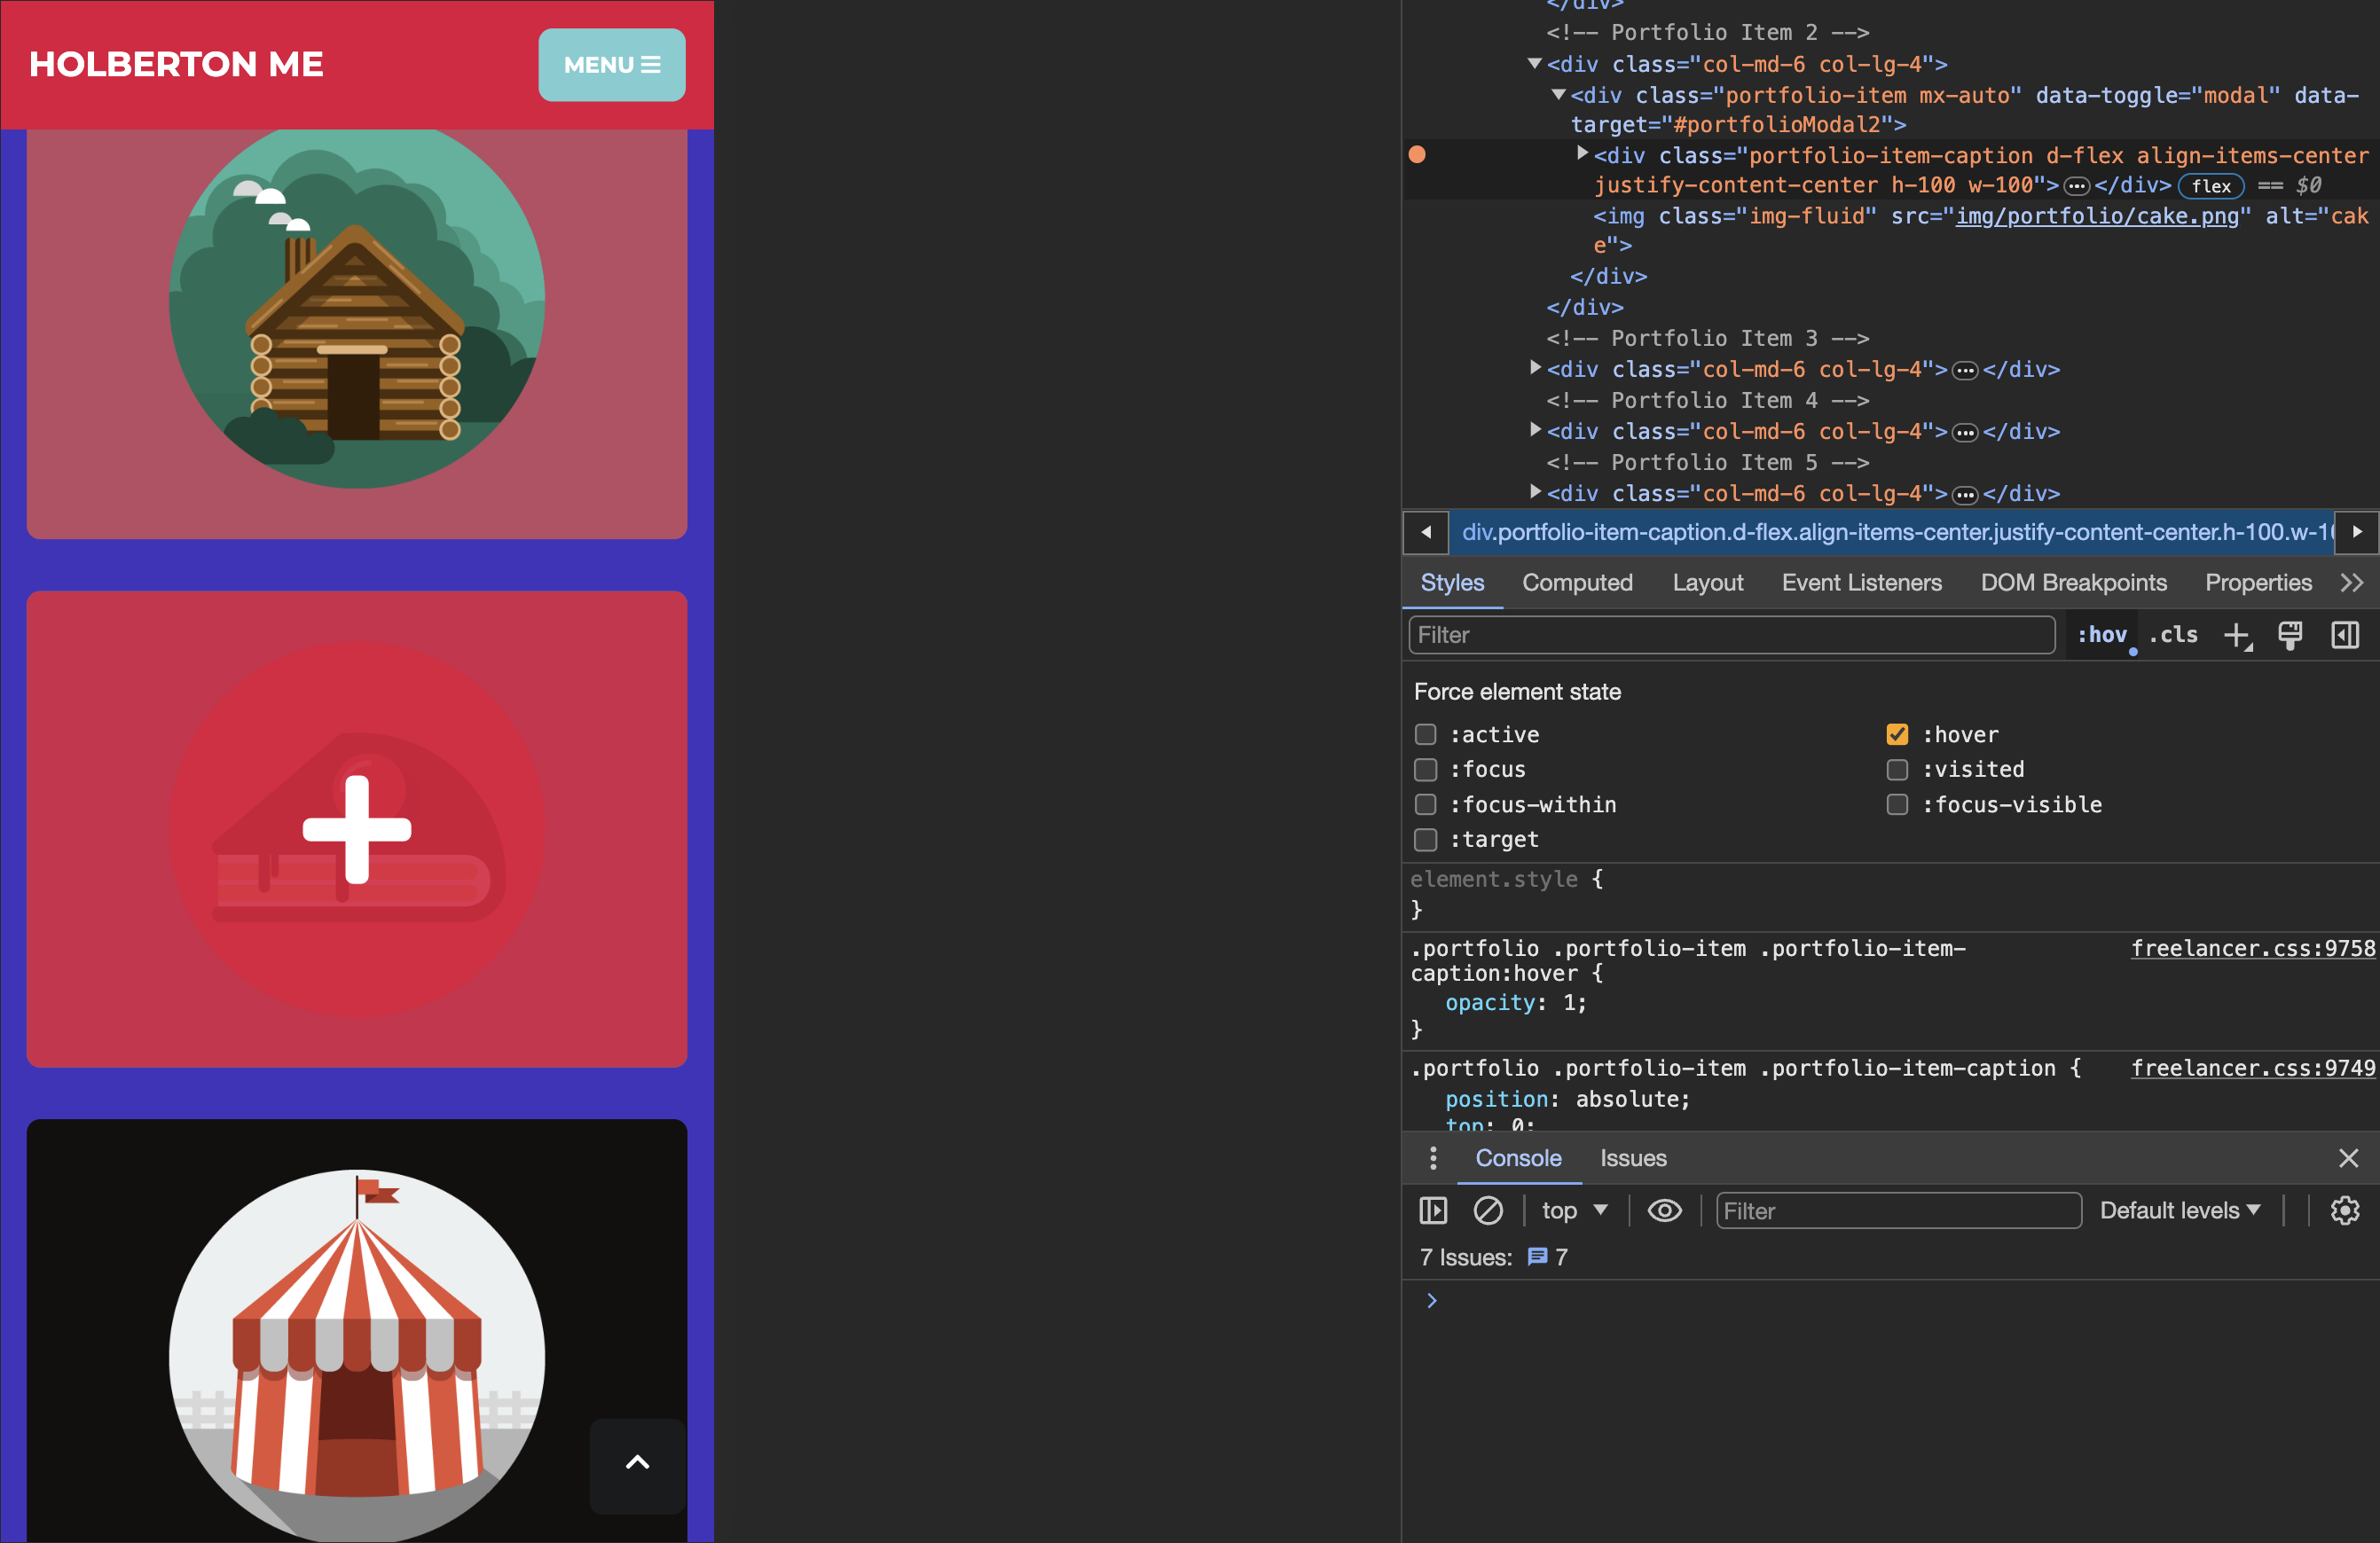 HOLBERTON ME
MENU
</div>
<!-- Portfolio Item 2 -->
<div class="col-md-6 col-lg-4">
<div class="portfolio-item mx-auto" data-toggle="modal" data-
target="#portfolioModal2">
<div class="portfolio-item-caption d-flex align-items-center
justify-content-center h-100 w-100">…</div> flex == $0
<img class="img-fluid" src="img/portfolio/cake.png" alt="cak
e">
</div>
</div>
<!-- Portfolio Item 3 -->
<div class="col-md-6 col-lg-4">…</div>
<!-- Portfolio Item 4 -->
<div class="col-md-6 col-lg-4">…</div>
<!-- Portfolio Item 5 -->
<div class="col-md-6 col-lg-4">…</div>
div.portfolio-item-caption.d-flex.align-items-center.justify-content-center.h-100.w-10
Styles Computed Layout Event Listeners DOM Breakpoints Properties
Filter :hov .cls
Force element state
:active :hover
:focus :visited
:focus-within :focus-visible
:target
element.style {
}
.portfolio .portfolio-item .portfolio-item- freelancer.css:9758
caption:hover {
opacity: 1;
}
.portfolio .portfolio-item .portfolio-item-caption { freelancer.css:9749
position: absolute;
top: 0;
Console Issues
top Filter Default levels
7 Issues: 7